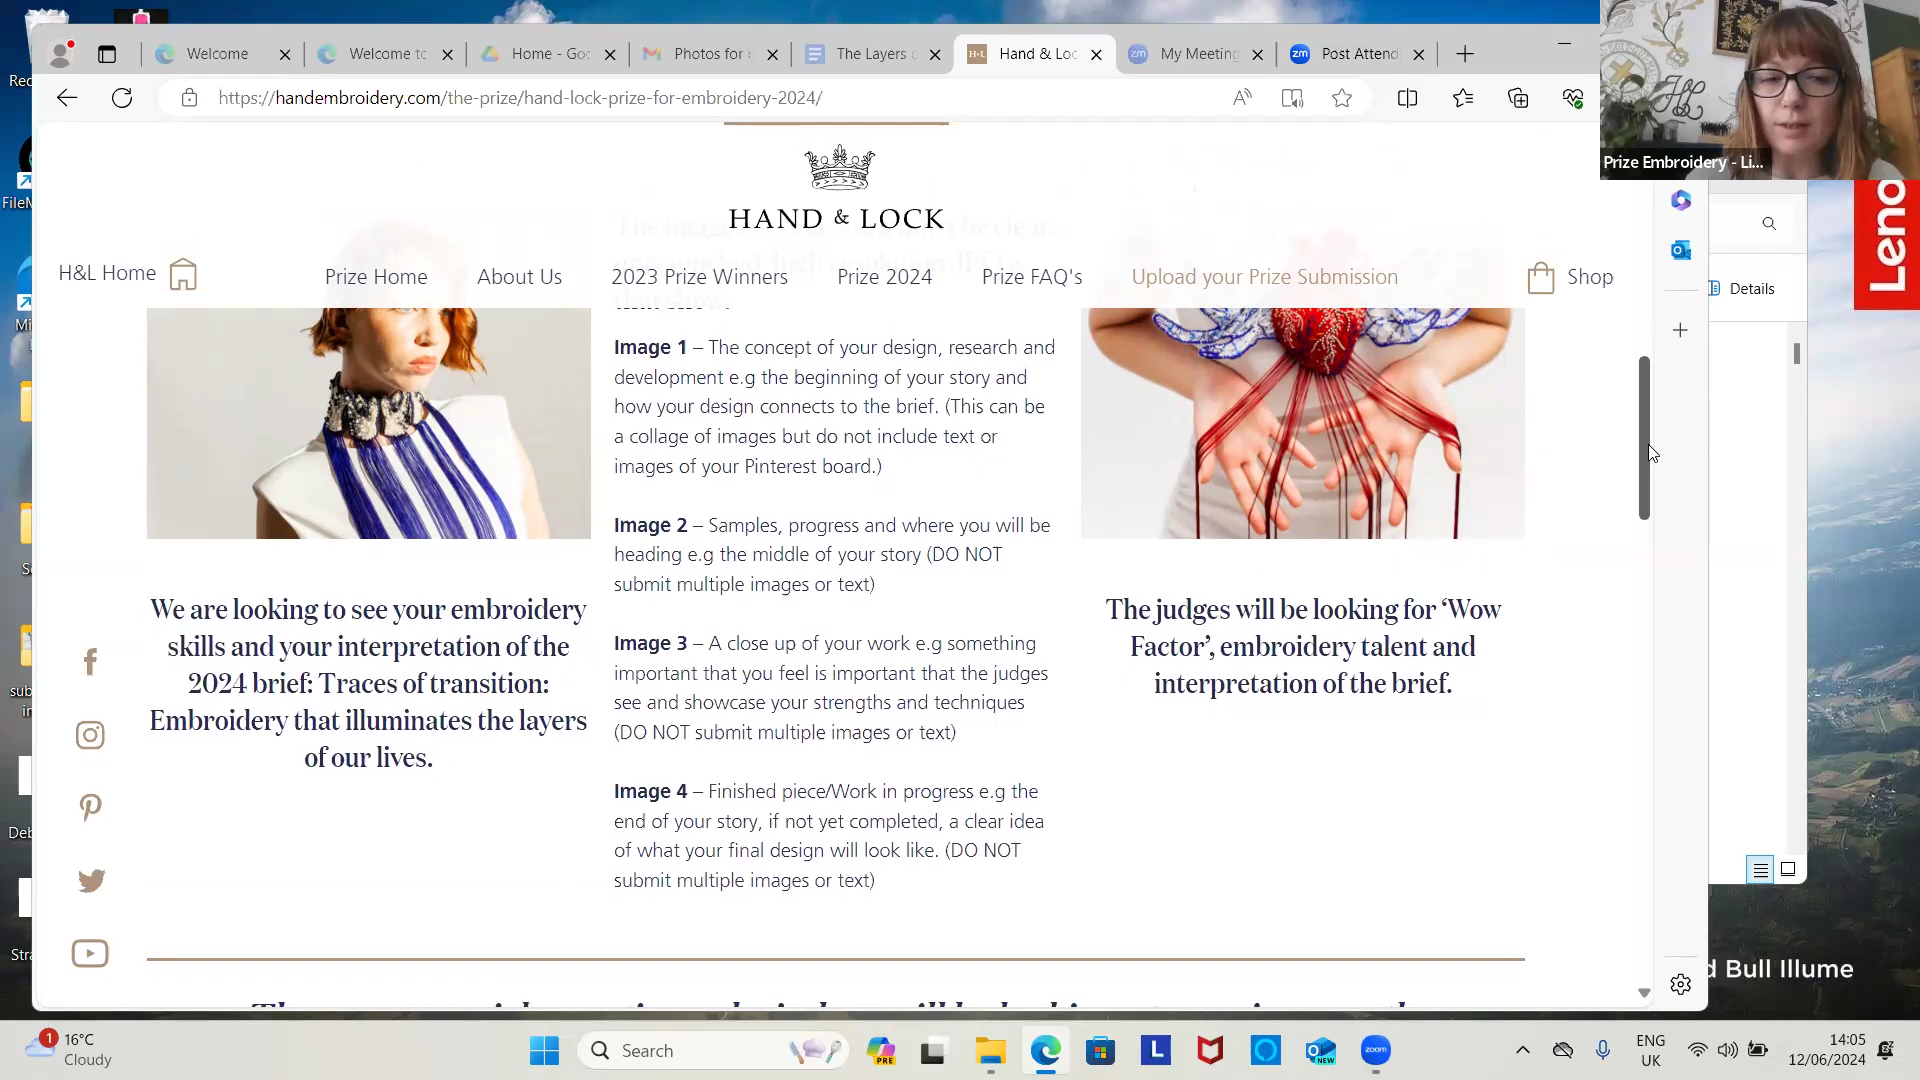 Welcome
Welcome to
Home - Goo
Photos for
The Layers o
Hand & Loc
My Meeting
Post Attend
https://handembroidery.com/the-prize/hand-lock-prize-for-embroidery-2024/
Prize Embroidery - Li...
HAND & LOCK
H&L Home
Prize Home
About Us
2023 Prize Winners
Prize 2024
Prize FAQ's
Upload your Prize Submission
Shop
Image 1 – The concept of your design, research and
development e.g the beginning of your story and
how your design connects to the brief. (This can be
a collage of images but do not include text or
images of your Pinterest board.)
Image 2 – Samples, progress and where you will be
heading e.g the middle of your story (DO NOT
submit multiple images or text)
Image 3 – A close up of your work e.g something
important that you feel is important that the judges
see and showcase your strengths and techniques
(DO NOT submit multiple images or text)
Image 4 – Finished piece/Work in progress e.g the
end of your story, if not yet completed, a clear idea
of what your final design will look like. (DO NOT
submit multiple images or text)
We are looking to see your embroidery
skills and your interpretation of the
2024 brief: Traces of transition:
Embroidery that illuminates the layers
of our lives.
The judges will be looking for ‘Wow
Factor’, embroidery talent and
interpretation of the brief.
Details
Leno
d Bull Illume
1
16°C
Cloudy
Search
PRE
NEW
zoom
ENG
UK
14:05
12/06/2024